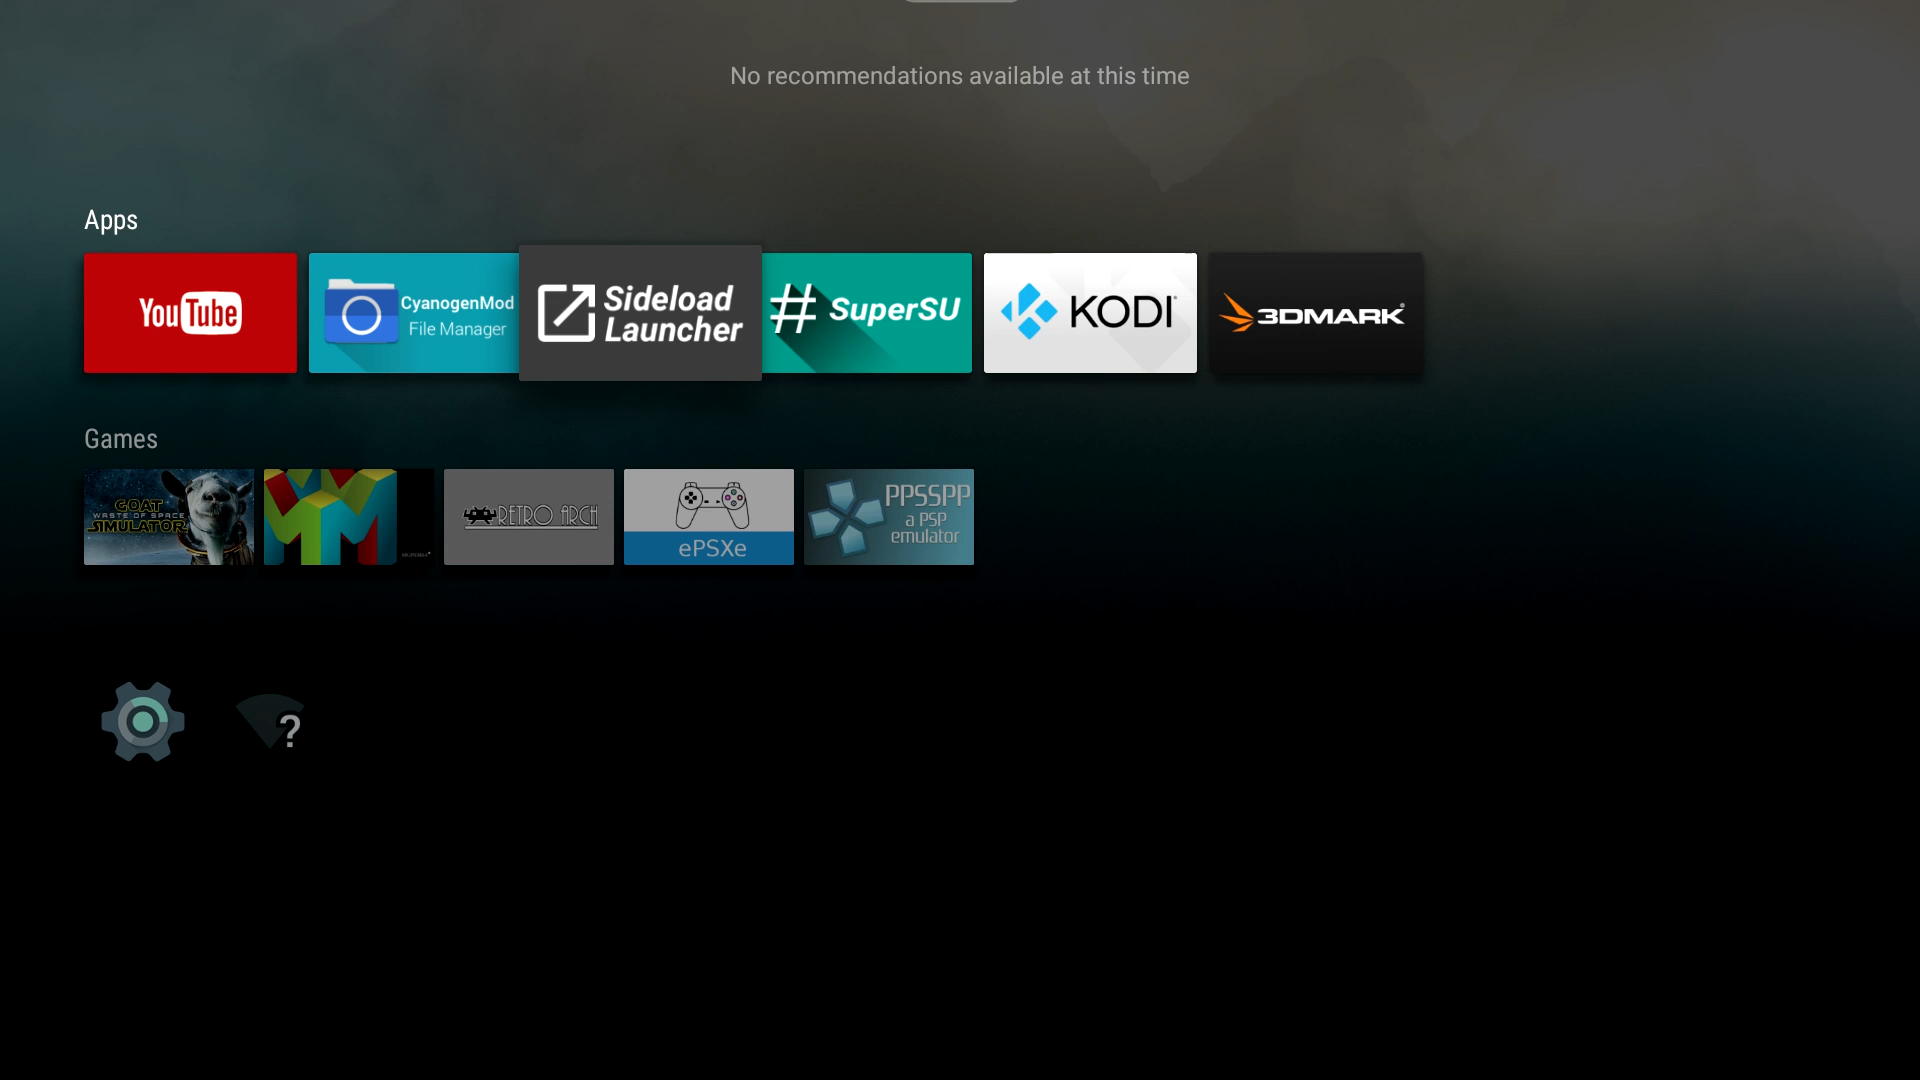 No recommendations available at this time
Apps
YouTube
CyanogenMod
File Manager
Sideload
Launcher
# SuperSU
KODI
3DMARK
Games
GOAT
WASTE OF SPACE
SIMULATOR
RETRO ARCH
ePSXe
PPSSPP
a PSP
emulator
?